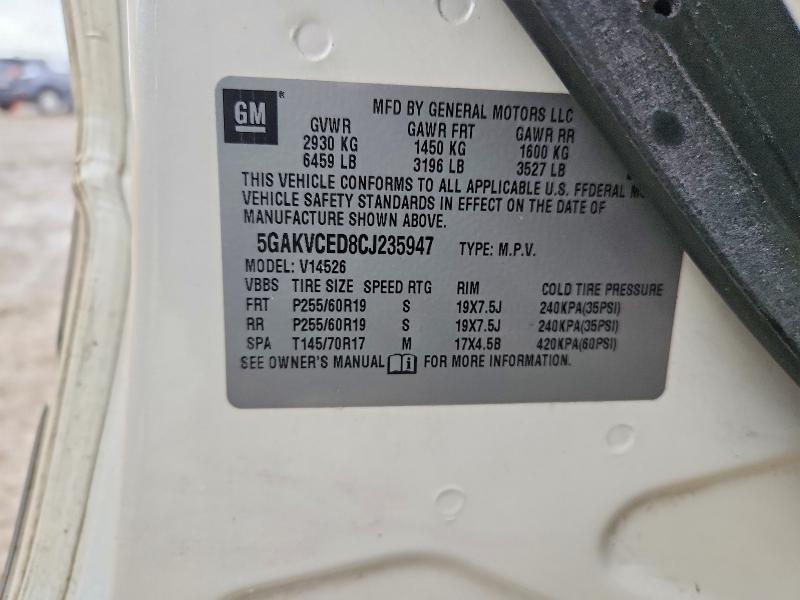 GM® MFD BY GENERAL MOTORS LLC
GVWR GAWR FRT GAWR RR
2930 KG 1450 KG 1600 KG
6459 LB 3196 LB 3527 LB
THIS VEHICLE CONFORMS TO ALL APPLICABLE U.S. FEDERAL
VEHICLE SAFETY STANDARDS IN EFFECT ON THE DATE OF
MANUFACTURE SHOWN ABOVE.
5GAKVCED8CJ235947 TYPE: M.P.V.
MODEL: V14526
VBBS TIRE SIZE SPEED RTG RIM COLD TIRE PRESSURE
FRT P255/60R19 S 19X7.5J 240KPA(35PSI)
RR P255/60R19 S 19X7.5J 240KPA(35PSI)
SPA T145/70R17 M 17X4.5B 420KPA(60PSI)
SEE OWNER'S MANUAL i FOR MORE INFORMATION.